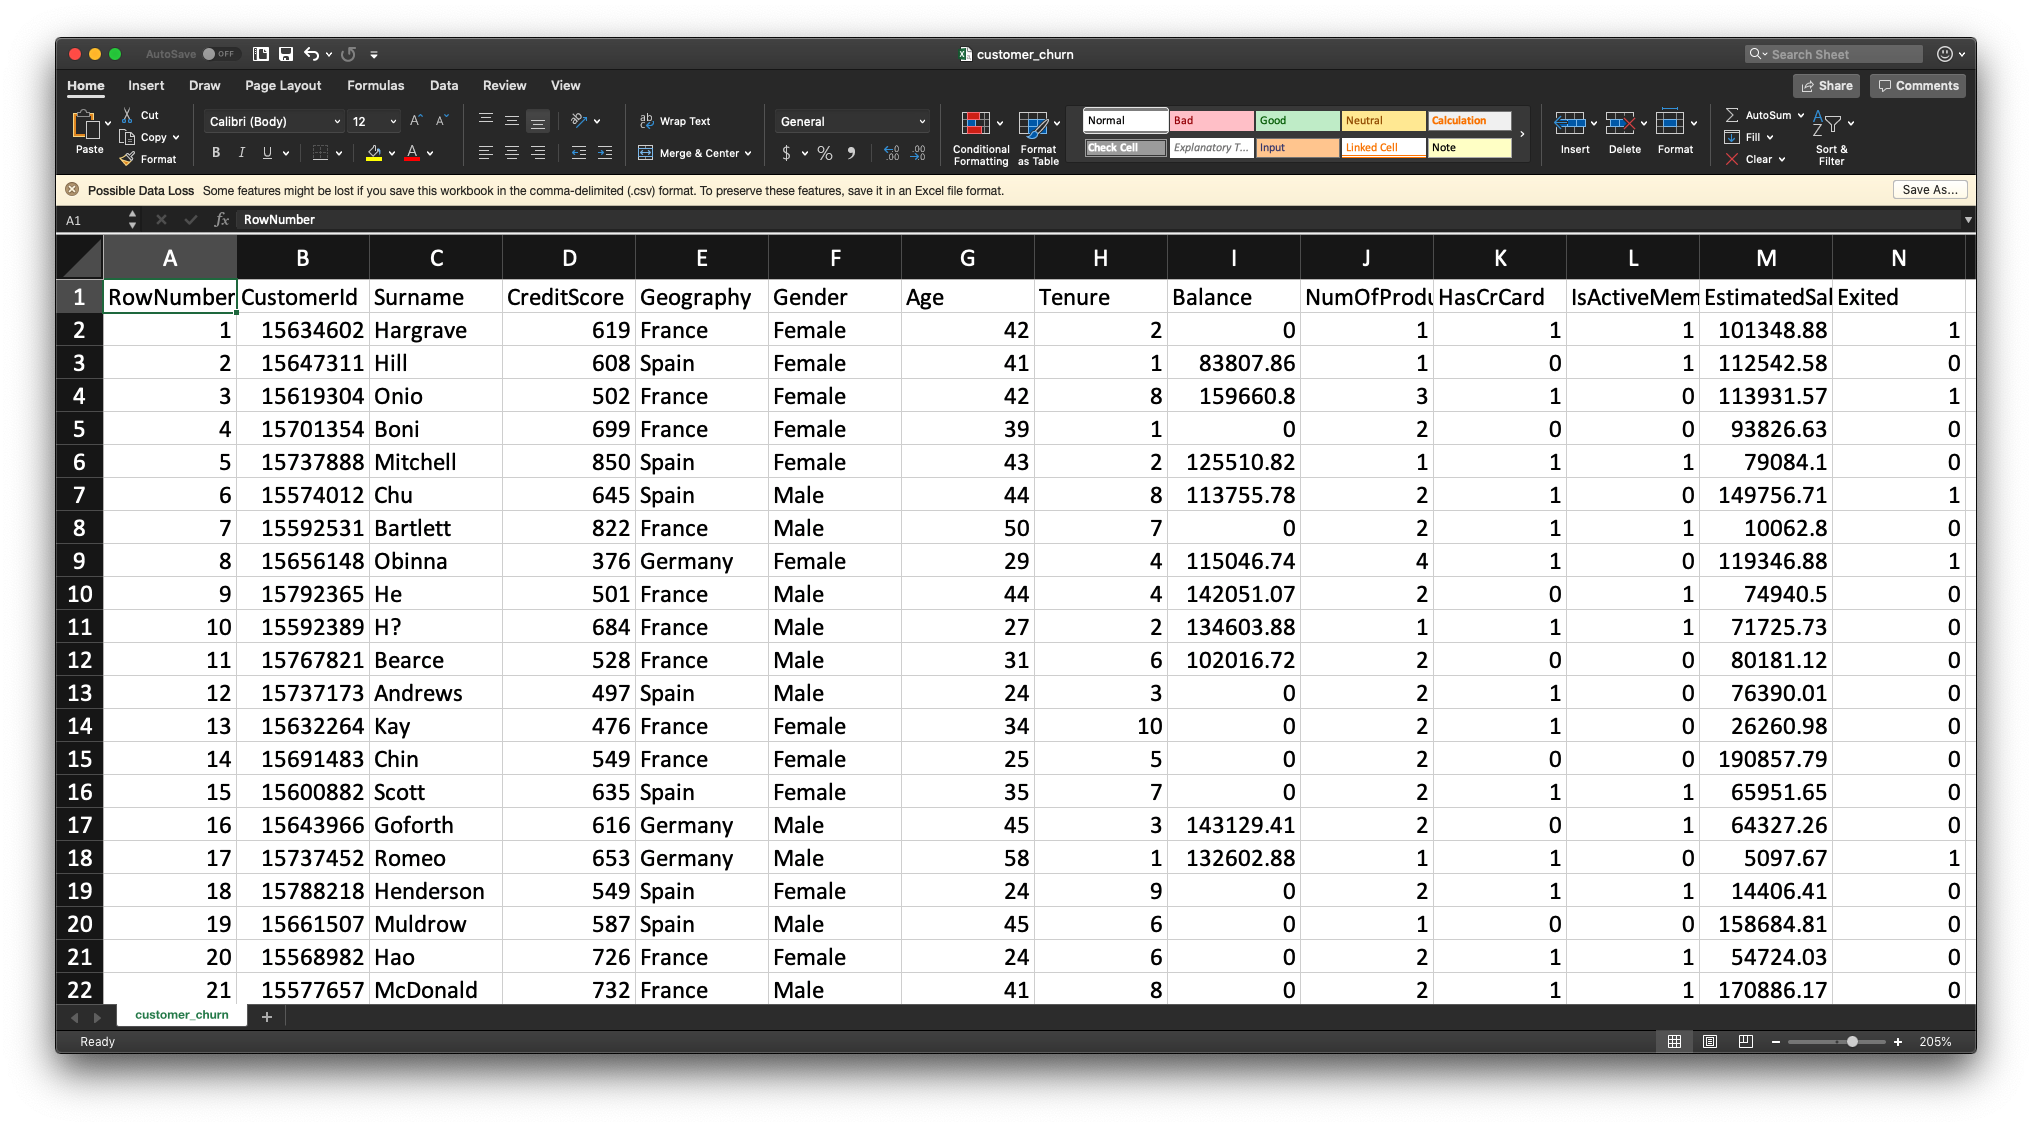 AutoSave OFF customer_churn Search Sheet
Home Insert Draw Page Layout Formulas Data Review View Share Comments
Paste Cut Copy Format Calibri (Body) 12 Wrap Text General Conditional Formatting Format as Table Normal Bad Good Neutral Calculation Insert Delete Format AutoSum Fill Clear Sort & Filter
B I U Merge & Center $ % Check Cell Explanatory T... Input Linked Cell Note
Possible Data Loss Some features might be lost if you save this workbook in the comma-delimited (.csv) format. To preserve these features, save it in an Excel file format. Save As...
A1 fx RowNumber
A B C D E F G H I J K L M N
1 RowNumber CustomerId Surname CreditScore Geography Gender Age Tenure Balance NumOfProdu HasCrCard IsActiveMem EstimatedSal Exited
2 1 15634602 Hargrave 619 France Female 42 2 0 1 1 1 101348.88 1
3 2 15647311 Hill 608 Spain Female 41 1 83807.86 1 0 1 112542.58 0
4 3 15619304 Onio 502 France Female 42 8 159660.8 3 1 0 113931.57 1
5 4 15701354 Boni 699 France Female 39 1 0 2 0 0 93826.63 0
6 5 15737888 Mitchell 850 Spain Female 43 2 125510.82 1 1 1 79084.1 0
7 6 15574012 Chu 645 Spain Male 44 8 113755.78 2 1 0 149756.71 1
8 7 15592531 Bartlett 822 France Male 50 7 0 2 1 1 10062.8 0
9 8 15656148 Obinna 376 Germany Female 29 4 115046.74 4 1 0 119346.88 1
10 9 15792365 He 501 France Male 44 4 142051.07 2 0 1 74940.5 0
11 10 15592389 H? 684 France Male 27 2 134603.88 1 1 1 71725.73 0
12 11 15767821 Bearce 528 France Male 31 6 102016.72 2 0 0 80181.12 0
13 12 15737173 Andrews 497 Spain Male 24 3 0 2 1 0 76390.01 0
14 13 15632264 Kay 476 France Female 34 10 0 2 1 0 26260.98 0
15 14 15691483 Chin 549 France Female 25 5 0 2 0 0 190857.79 0
16 15 15600882 Scott 635 Spain Female 35 7 0 2 1 1 65951.65 0
17 16 15643966 Goforth 616 Germany Male 45 3 143129.41 2 0 1 64327.26 0
18 17 15737452 Romeo 653 Germany Male 58 1 132602.88 1 1 0 5097.67 1
19 18 15788218 Henderson 549 Spain Female 24 9 0 2 1 1 14406.41 0
20 19 15661507 Muldrow 587 Spain Male 45 6 0 1 0 0 158684.81 0
21 20 15568982 Hao 726 France Female 24 6 0 2 1 1 54724.03 0
22 21 15577657 McDonald 732 France Male 41 8 0 2 1 1 170886.17 0
customer_churn +
Ready 205%